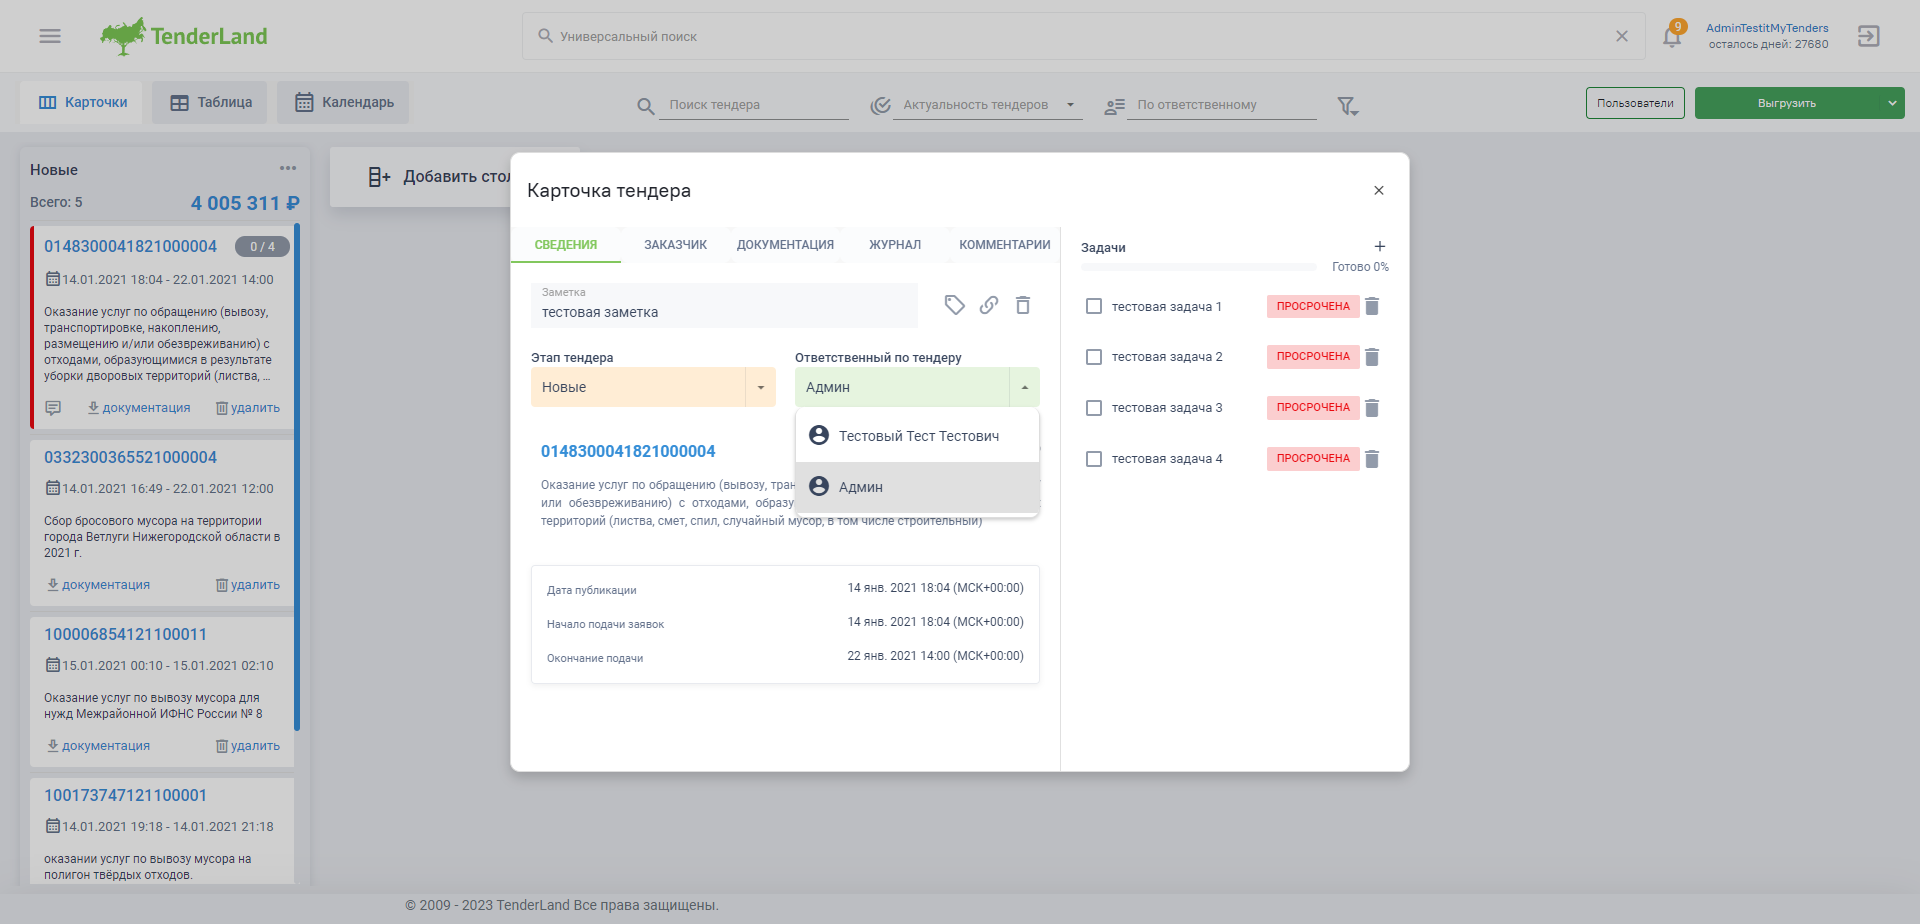 TenderLand
Универсальный поиск
9
AdminTestitMyTenders
осталось дней: 27680
Карточки
Таблица
Календарь
Поиск тендера
Актуальность тендеров
По ответственному
Пользователи
Выгрузить
Новые
Всего: 5
4 005 311 ₽
0148300041821000004
0 / 4
14.01.2021 18:04 - 22.01.2021 14:00
Оказание услуг по обращению (вывозу,
транспортировке, накоплению,
размещению и/или обезвреживанию) с
отходами, образующимися в результате
уборки дворовых территорий (листва, ...
документация
удалить
0332300365521000004
14.01.2021 16:49 - 22.01.2021 12:00
Сбор бросового мусора на территории
города Ветлуги Нижегородской области в
2021 г.
документация
удалить
100006854121100011
15.01.2021 00:10 - 15.01.2021 02:10
Оказание услуг по вывозу мусора для
нужд Межрайонной ИФНС России № 8
документация
удалить
100173747121100001
14.01.2021 19:18 - 14.01.2021 21:18
оказании услуг по вывозу мусора на
полигон твёрдых отходов.
Добавить стол
Карточка тендера
СВЕДЕНИЯ
ЗАКАЗЧИК
ДОКУМЕНТАЦИЯ
ЖУРНАЛ
КОММЕНТАРИИ
Заметка
тестовая заметка
Этап тендера
Новые
Ответственный по тендеру
Админ
Тестовый Тест Тестович
Админ
0148300041821000004
Оказание услуг по обращению (вывозу, тран
или обезвреживанию) с отходами, образу
территорий (листва, смет, спил, случайный мусор, в том числе строительный)
Дата публикации
14 янв. 2021 18:04 (МСК+00:00)
Начало подачи заявок
14 янв. 2021 18:04 (МСК+00:00)
Окончание подачи
22 янв. 2021 14:00 (МСК+00:00)
Задачи
Готово 0%
тестовая задача 1
ПРОСРОЧЕНА
тестовая задача 2
ПРОСРОЧЕНА
тестовая задача 3
ПРОСРОЧЕНА
тестовая задача 4
ПРОСРОЧЕНА
© 2009 - 2023 TenderLand Все права защищены.